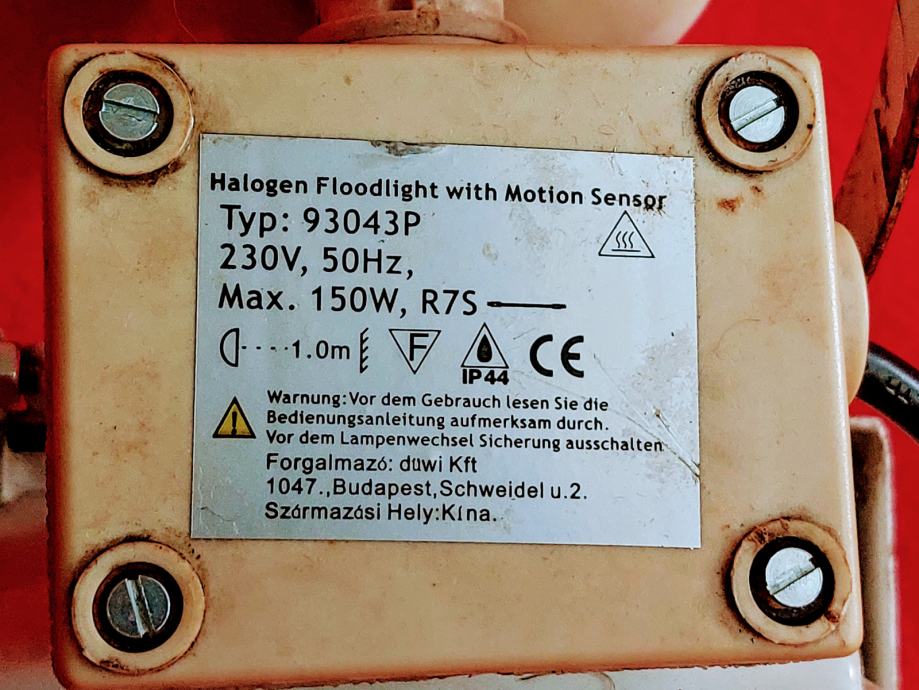 Halogen Floodlight with Motion Sensor
Typ: 93043P
230V, 50Hz,
Max. 150W, R7S
1.0m F IP44 CE
Warnung: Vor dem Gebrauch lesen Sie die
Bedienungsanleitung aufmerksam durch.
Vor dem Lampenwechsel Sicherung ausschalten
Forgalmazó: düwi Kft
1047.,Budapest,Schweidel u.2.
Származási Hely:Kína.